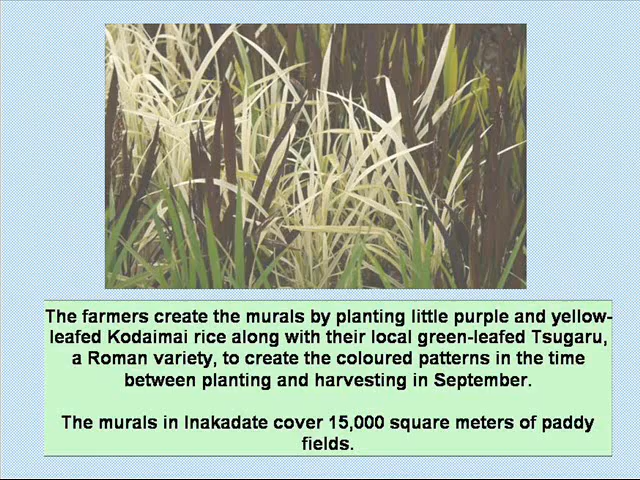 The farmers create the murals by planting little purple and yellow-
leafed Kodaimai rice along with their local green-leafed Tsugaru,
a Roman variety, to create the coloured patterns in the time
between planting and harvesting in September.
The murals in Inakadate cover 15,000 square meters of paddy
fields.